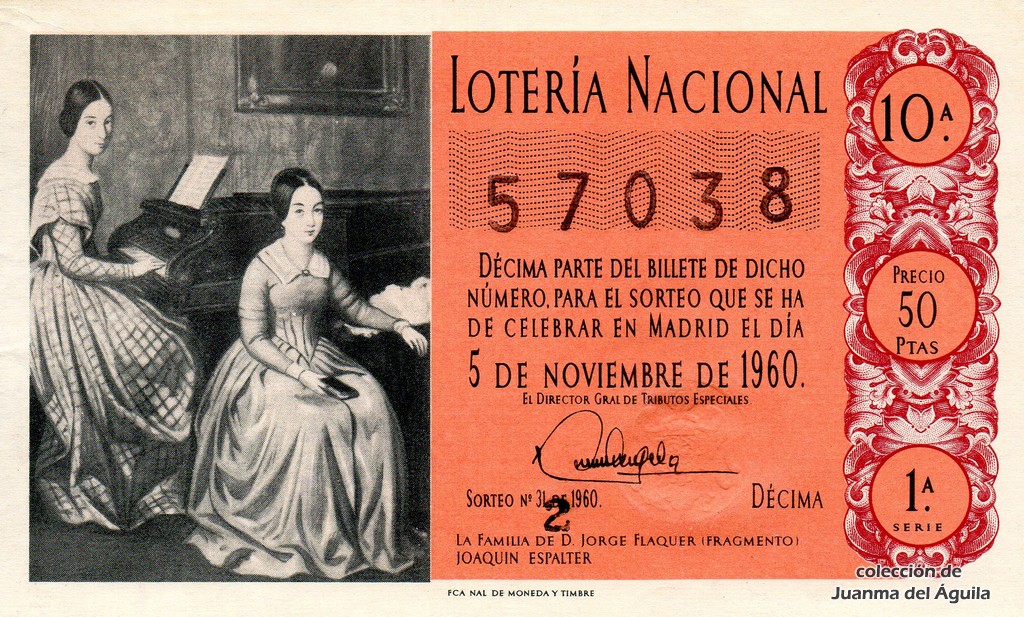 LOTERÍA NACIONAL
57038
DÉCIMA PARTE DEL BILLETE DE DICHO
NÚMERO, PARA EL SORTEO QUE SE HA
DE CELEBRAR EN MADRID EL DÍA
5 DE NOVIEMBRE DE 1960.
EL DIRECTOR GRAL DE TRIBUTOS ESPECIALES
SORTEO Nº 31 DE 1960.
2
DÉCIMA
LA FAMILIA DE D. JORGE FLAQUER (FRAGMENTO)
JOAQUIN ESPALTER
10.ª
PRECIO
50
PTAS
1.ª
SERIE
FCA NAL DE MONEDA Y TIMBRE
colección de
Juanma del Águila